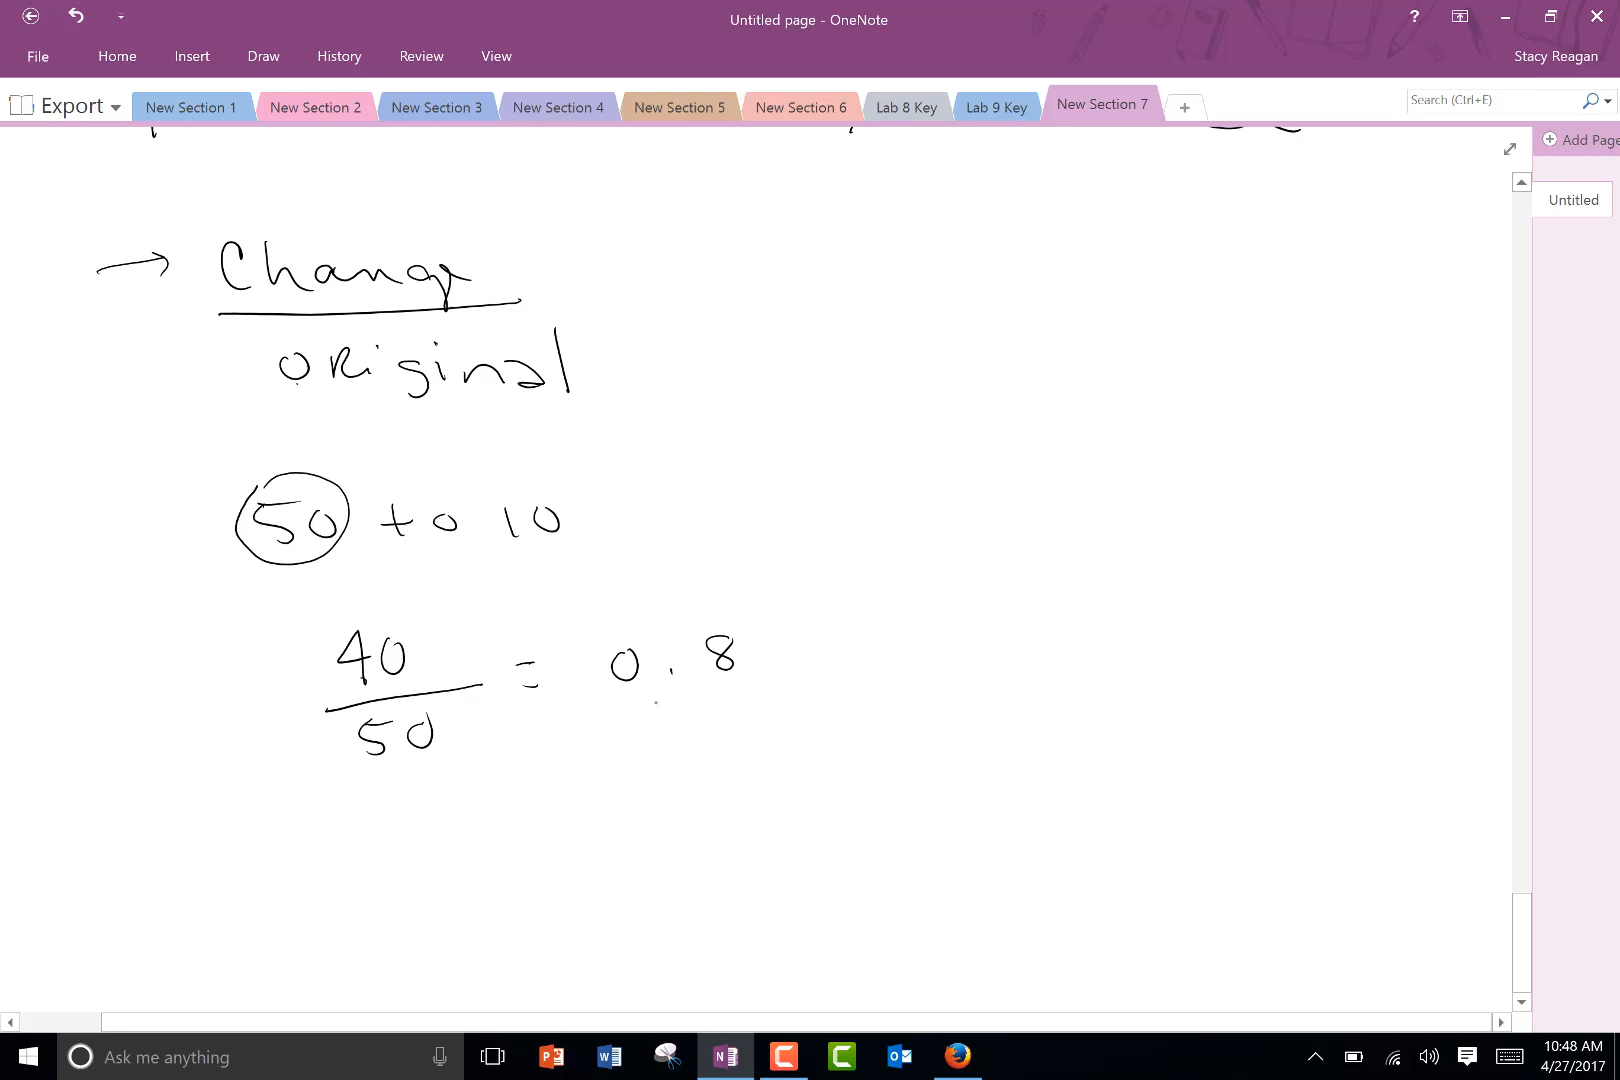 Untitled page - OneNote
?
File Home Insert Draw History Review View
Stacy Reagan
Export New Section 1 New Section 2 New Section 3 New Section 4 New Section 5 New Section 6 Lab 8 Key Lab 9 Key New Section 7 +
Search (Ctrl+E)
Add Page
Untitled
→ Change
original
50 to 10
40
50
= 0.8
Ask me anything
10:48 AM
4/27/2017